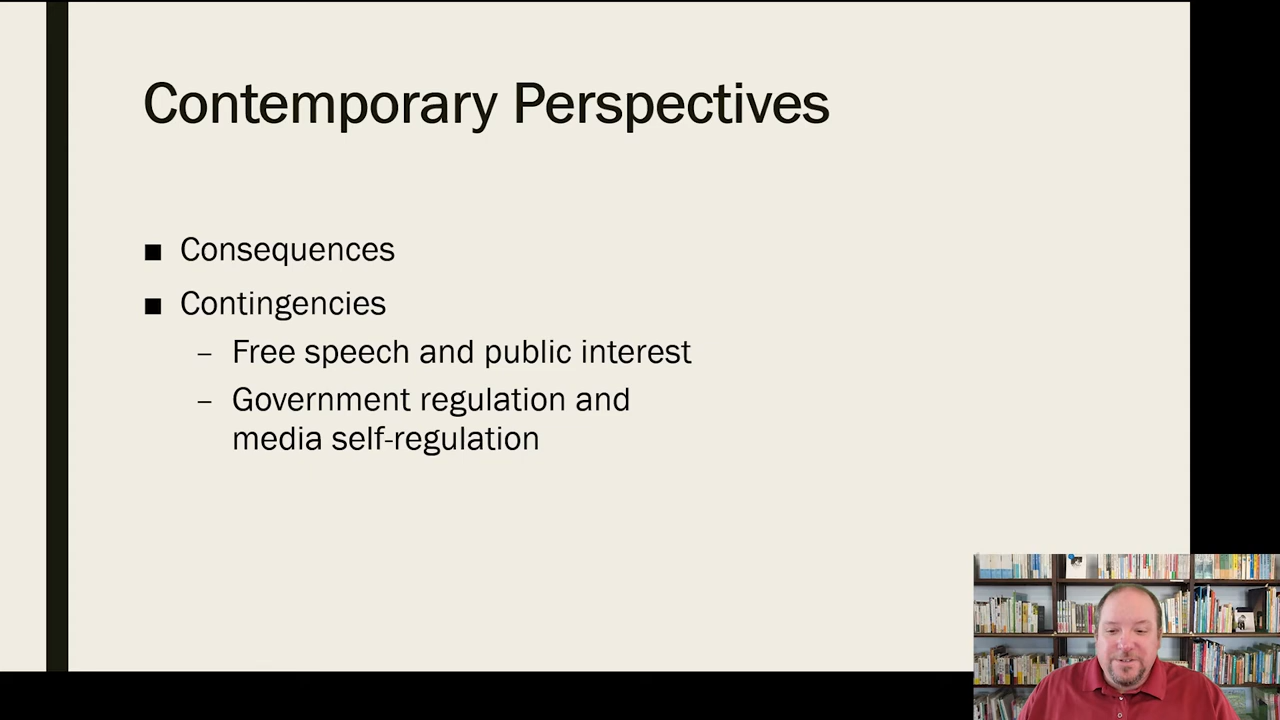 Contemporary Perspectives
■ Consequences
■ Contingencies
– Free speech and public interest
– Government regulation and
media self-regulation